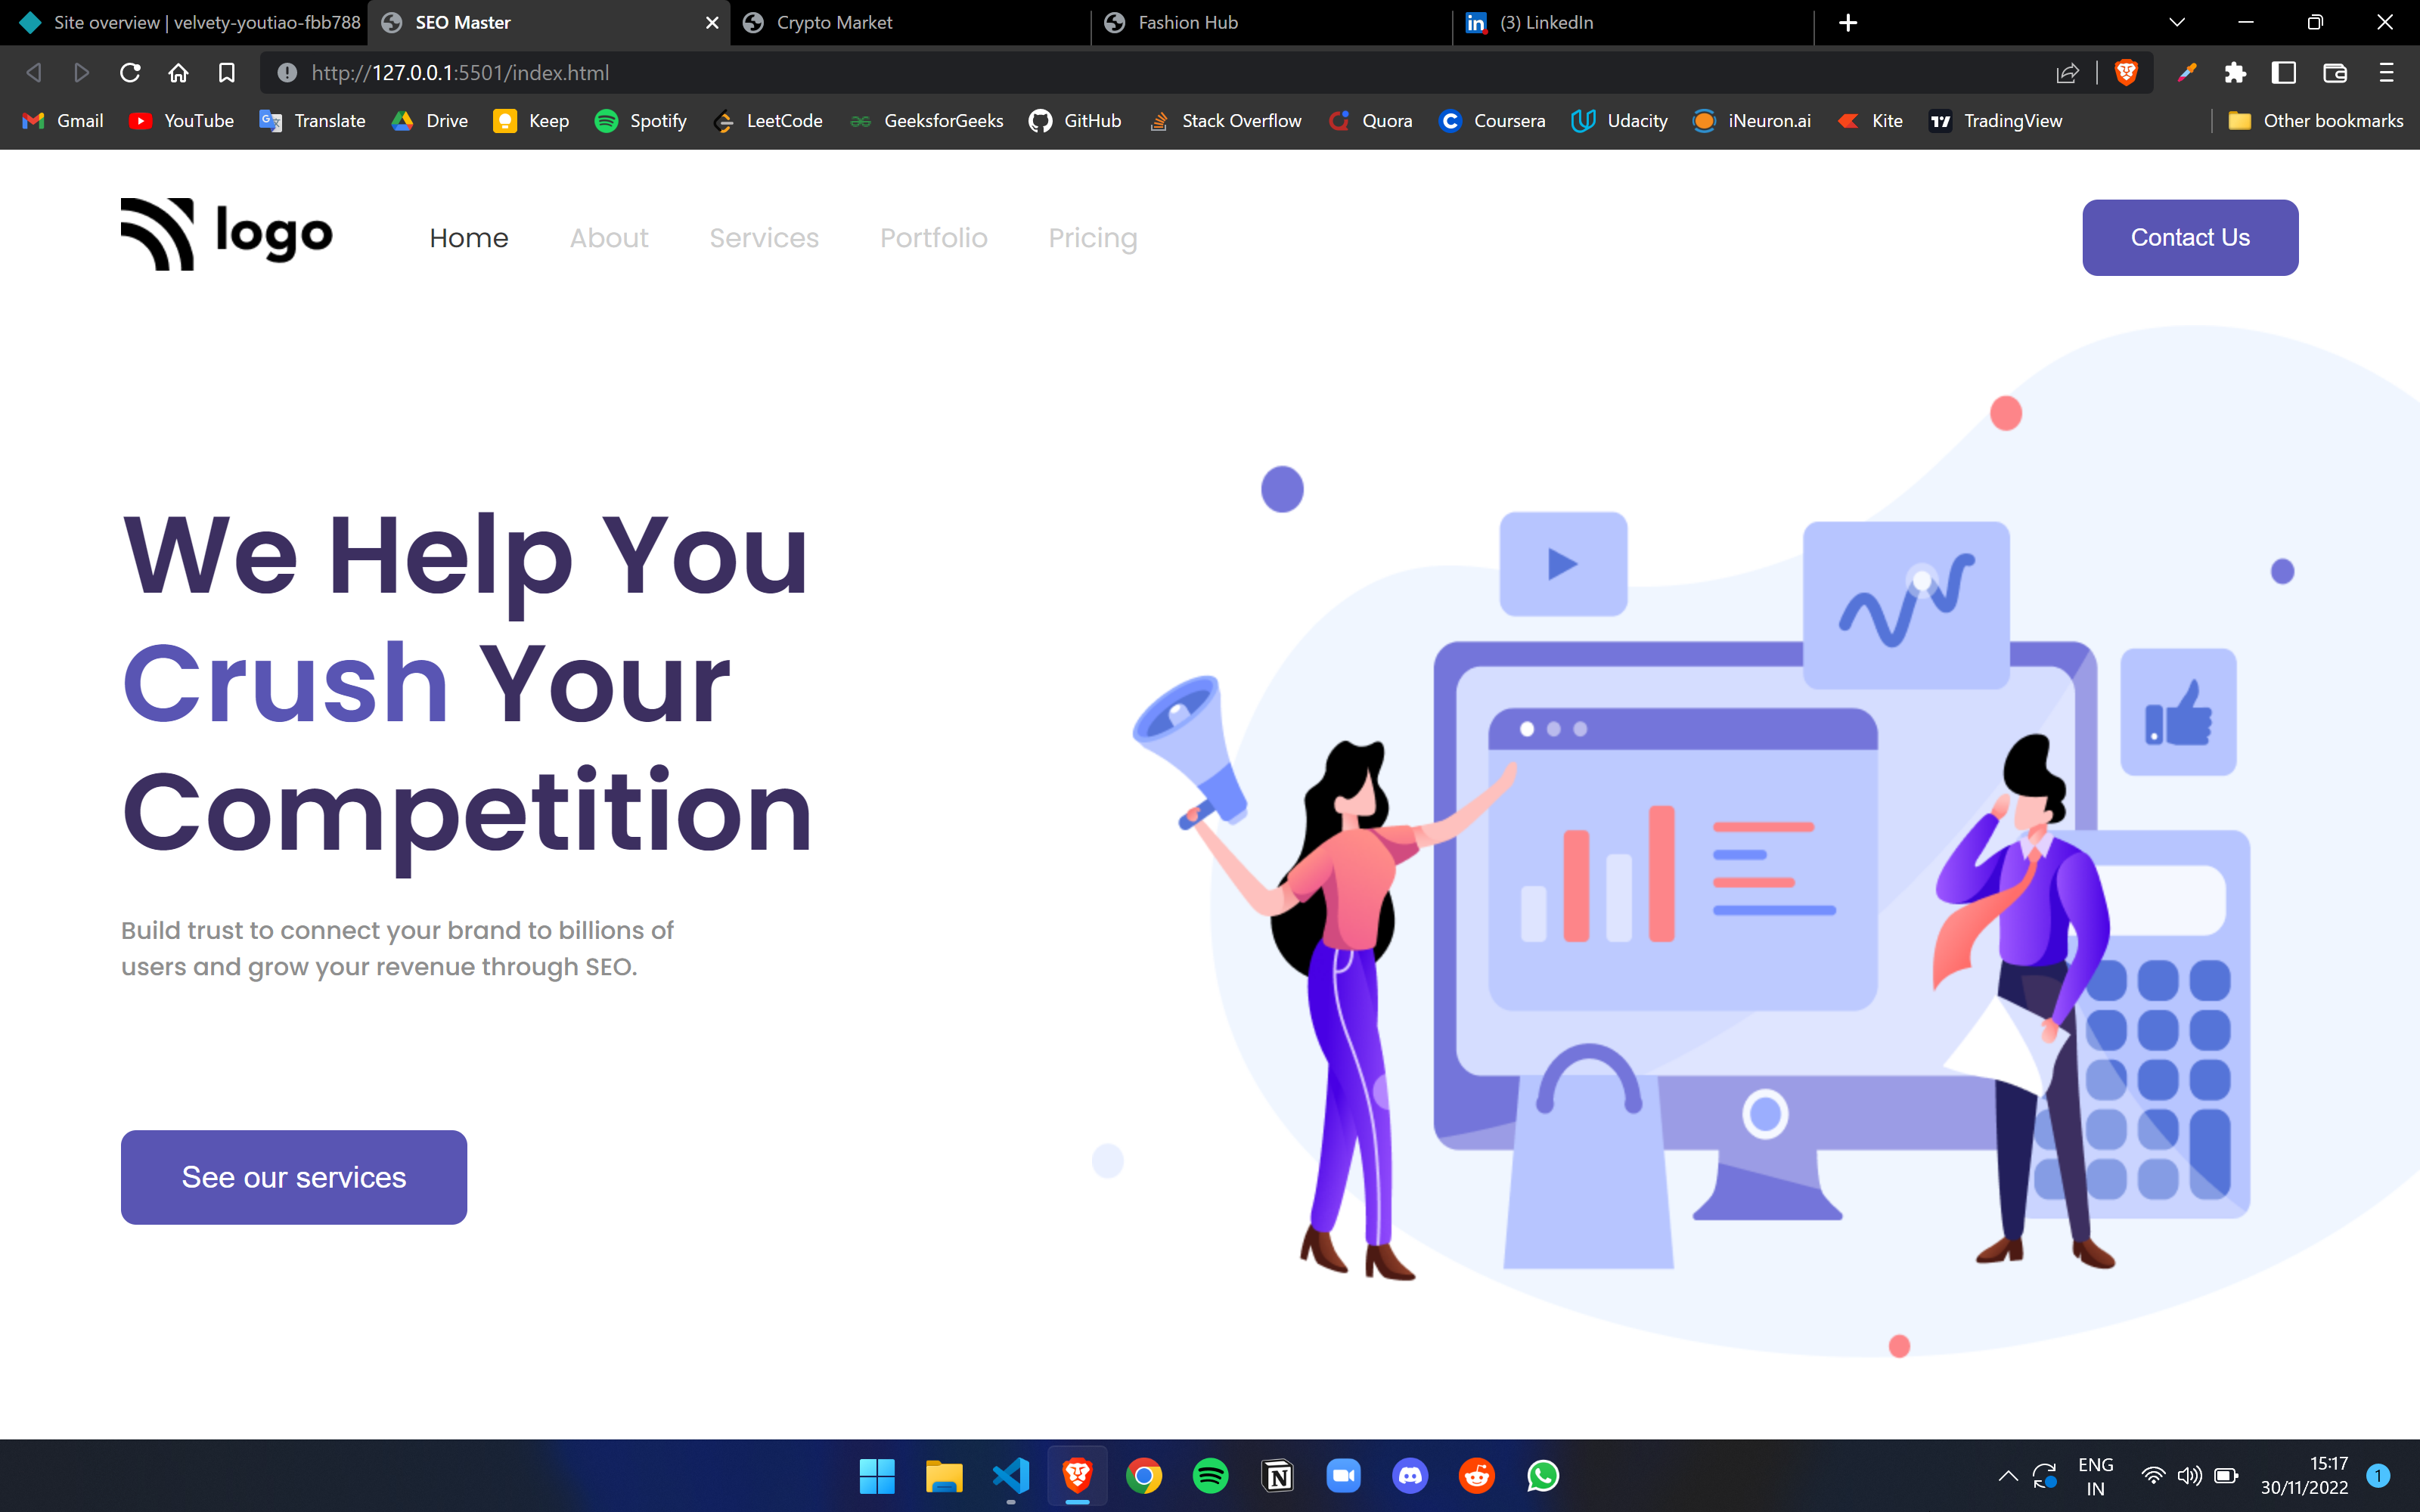 Site overview | velvety-youtiao-fbb788
SEO Master
Crypto Market
Fashion Hub
in (3) LinkedIn
http://127.0.0.1:5501/index.html
Gmail YouTube Translate Drive Keep Spotify LeetCode GeeksforGeeks GitHub Stack Overflow Quora Coursera Udacity iNeuron.ai Kite TradingView Other bookmarks
logo Home About Services Portfolio Pricing Contact Us
We Help You
Crush Your
Competition
Build trust to connect your brand to billions of
users and grow your revenue through SEO.
See our services
ENG
IN
15:17
30/11/2022
1